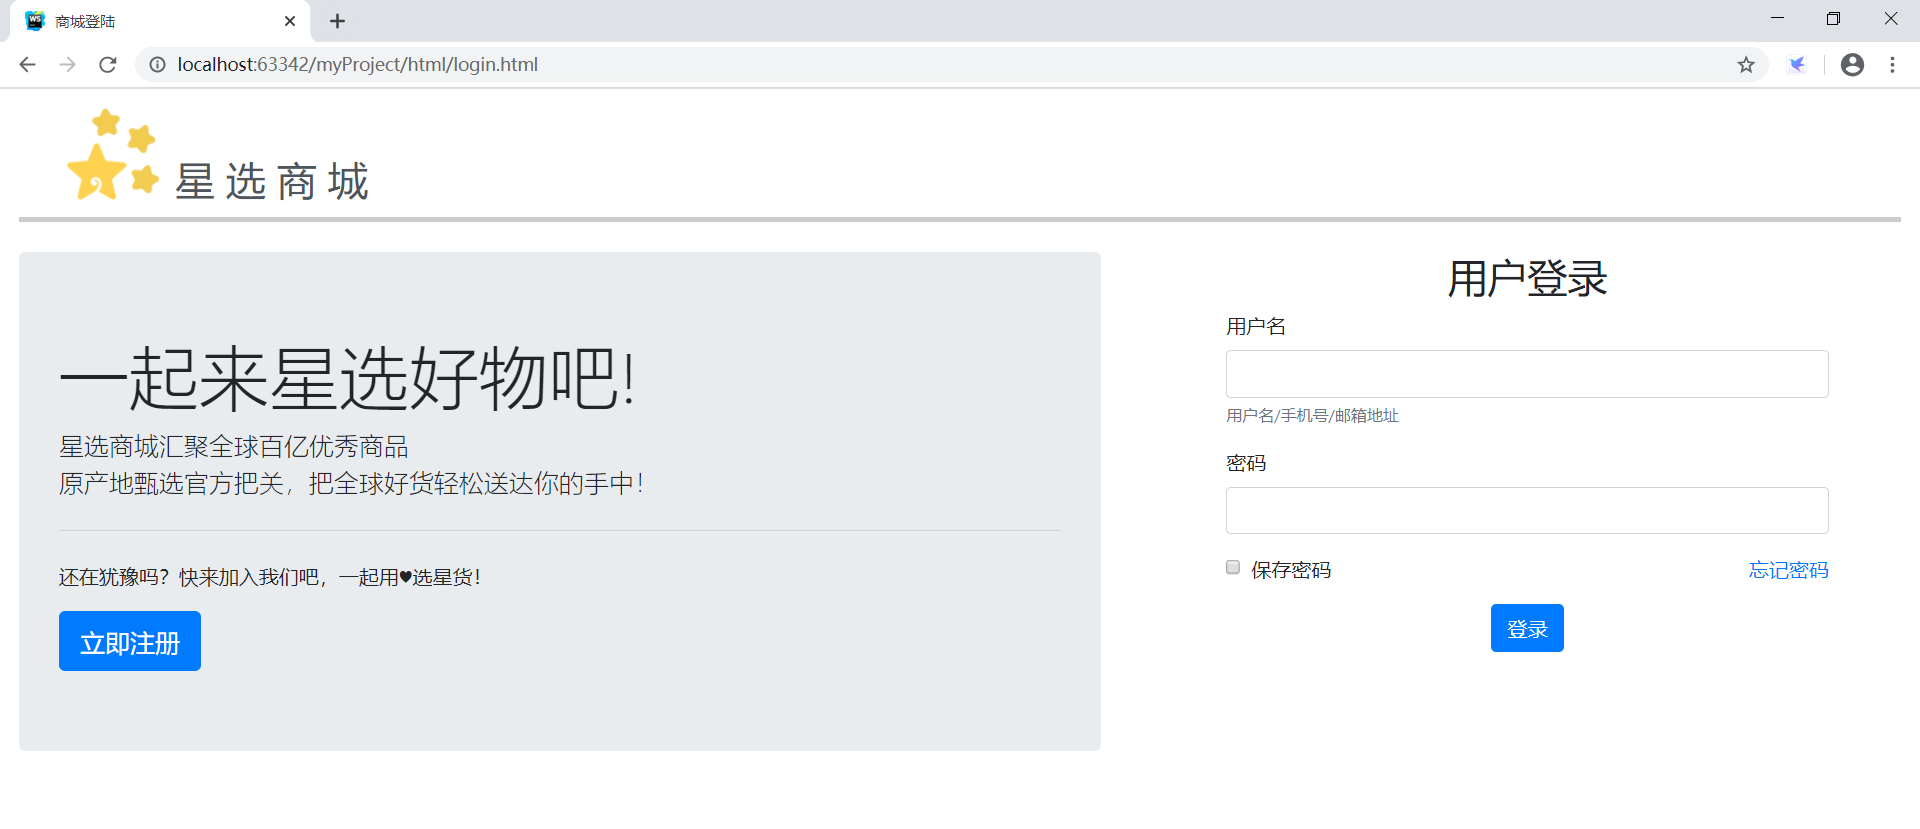 商城登陆
localhost:63342/myProject/html/login.html
星选商城
一起来星选好物吧!
星选商城汇聚全球百亿优秀商品
原产地甄选官方把关，把全球好货轻松送达你的手中！
还在犹豫吗？快来加入我们吧，一起用♥选星货！
立即注册
用户登录
用户名
用户名/手机号/邮箱地址
密码
保存密码
忘记密码
登录